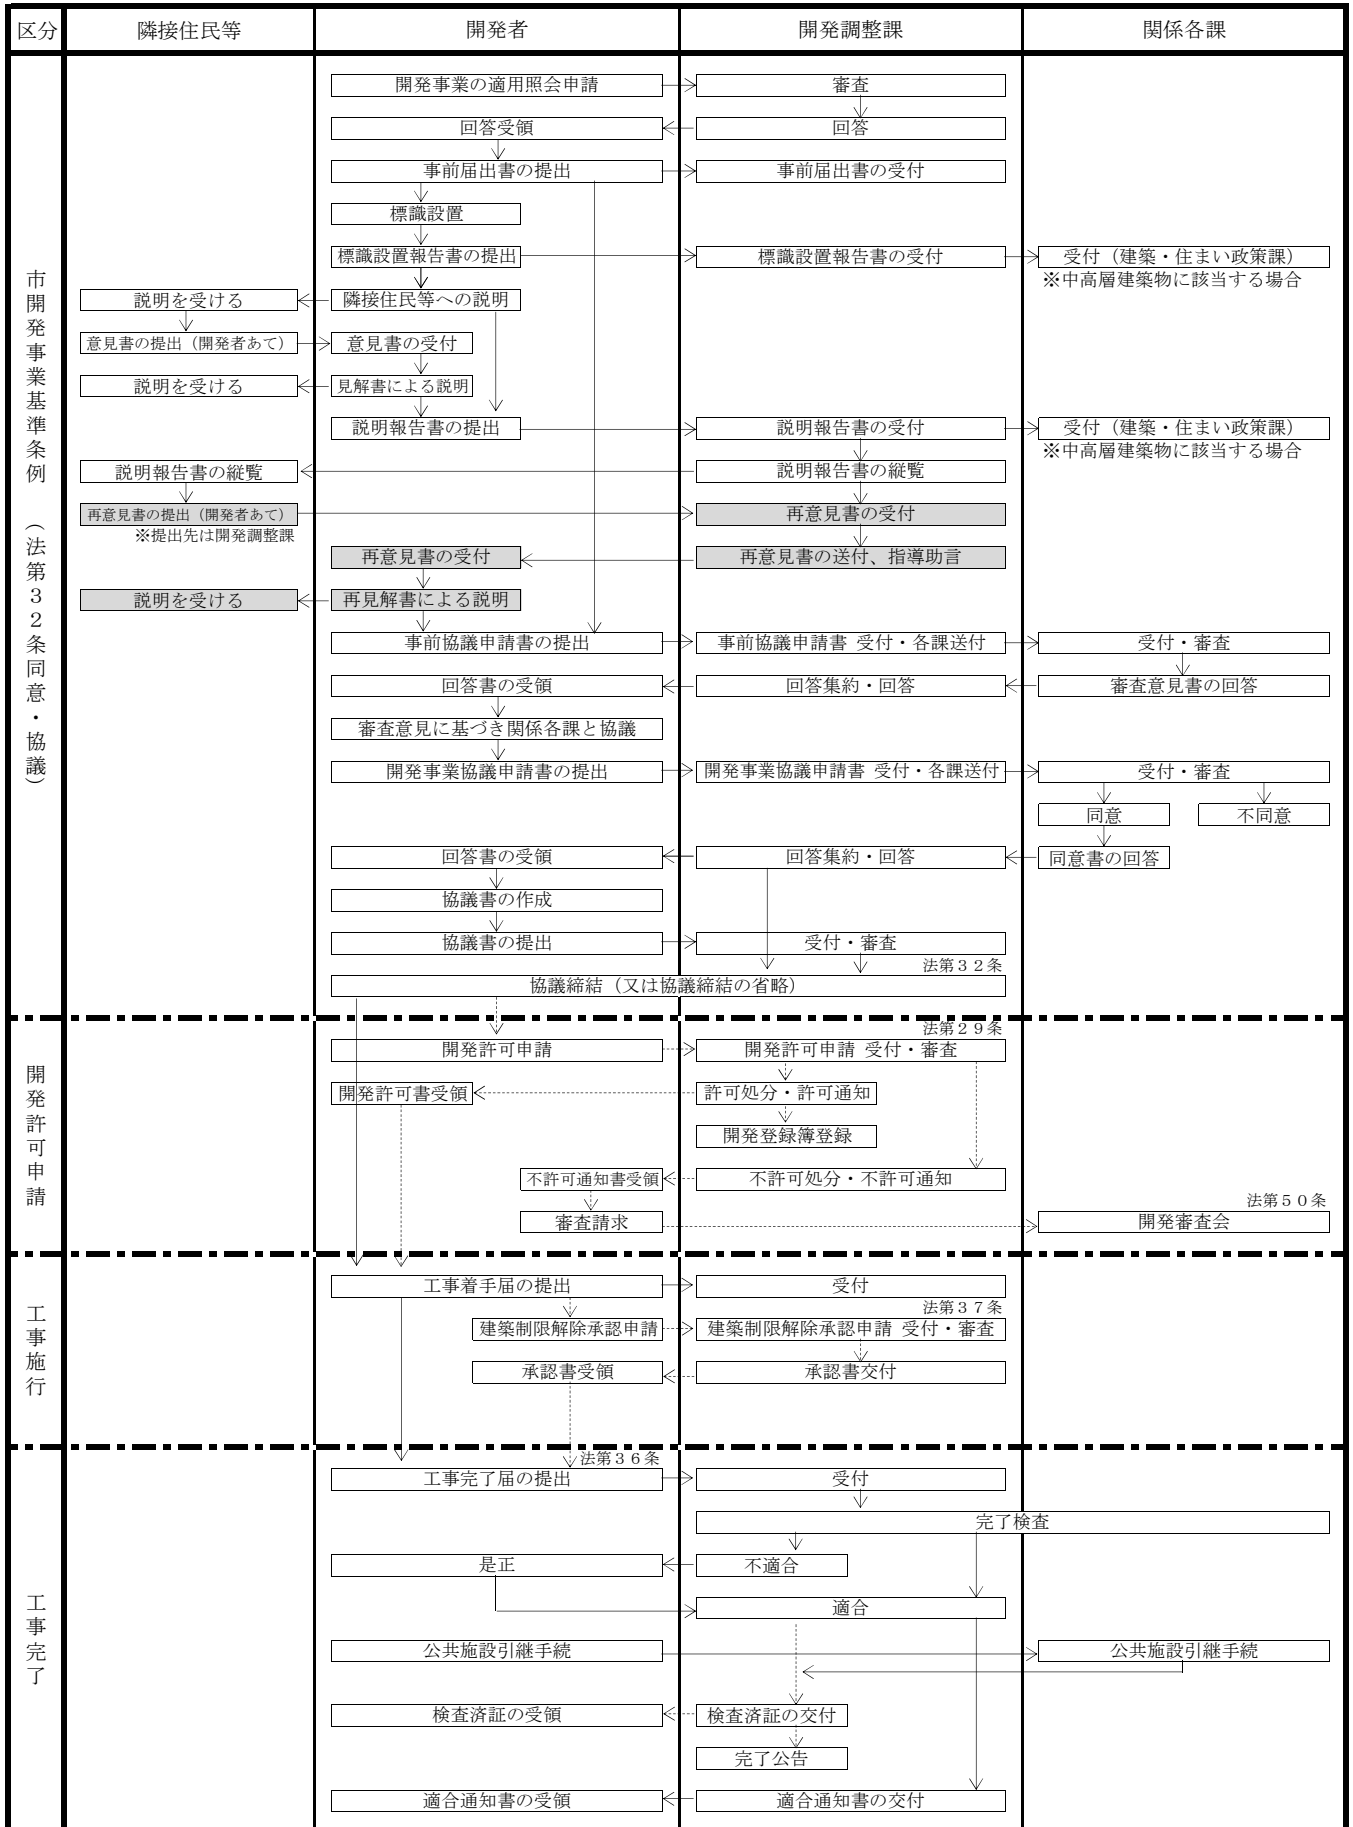 区分 隣接住民等 開発者 開発調整課 関係各課
市開発事業基準条例 （法第３２条同意・協議）
開発事業の適用照会申請 審査
回答受領 回答
事前届出書の提出 事前届出書の受付
標識設置
標識設置報告書の提出 標識設置報告書の受付 受付（建築・住まい政策課）
※中高層建築物に該当する場合
説明を受ける 隣接住民等への説明
意見書の提出（開発者あて） 意見書の受付
説明を受ける 見解書による説明
説明報告書の提出 説明報告書の受付 受付（建築・住まい政策課）
※中高層建築物に該当する場合
説明報告書の縦覧 説明報告書の縦覧
再意見書の提出（開発者あて） 再意見書の受付
※提出先は開発調整課
再意見書の受付 再意見書の送付、指導助言
説明を受ける 再見解書による説明
事前協議申請書の提出 事前協議申請書 受付・各課送付 受付・審査
回答書の受領 回答集約・回答 審査意見書の回答
審査意見に基づき関係各課と協議
開発事業協議申請書の提出 開発事業協議申請書 受付・各課送付 受付・審査
同意 不同意
回答書の受領 回答集約・回答 同意書の回答
協議書の作成
協議書の提出 受付・審査
法第３２条
協議締結（又は協議締結の省略）
開発許可申請
法第２９条
開発許可申請 開発許可申請 受付・審査
開発許可書受領 許可処分・許可通知
開発登録簿登録
不許可通知書受領 不許可処分・不許可通知
法第５０条
審査請求 開発審査会
工事施行
工事着手届の提出 受付
法第３７条
建築制限解除承認申請 建築制限解除承認申請 受付・審査
承認書受領 承認書交付
工事完了
法第３６条
工事完了届の提出 受付
完了検査
是正 不適合
適合
公共施設引継手続 公共施設引継手続
検査済証の受領 検査済証の交付
完了公告
適合通知書の受領 適合通知書の交付